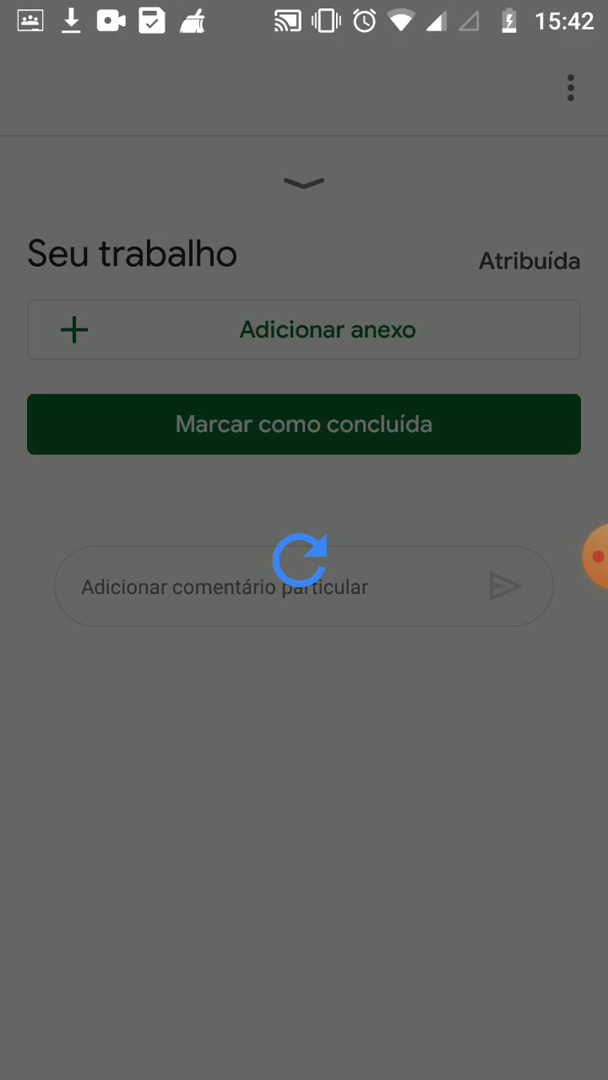 15:42
Seu trabalho
Atribuída
Adicionar anexo
Marcar como concluída
Adicionar comentário particular